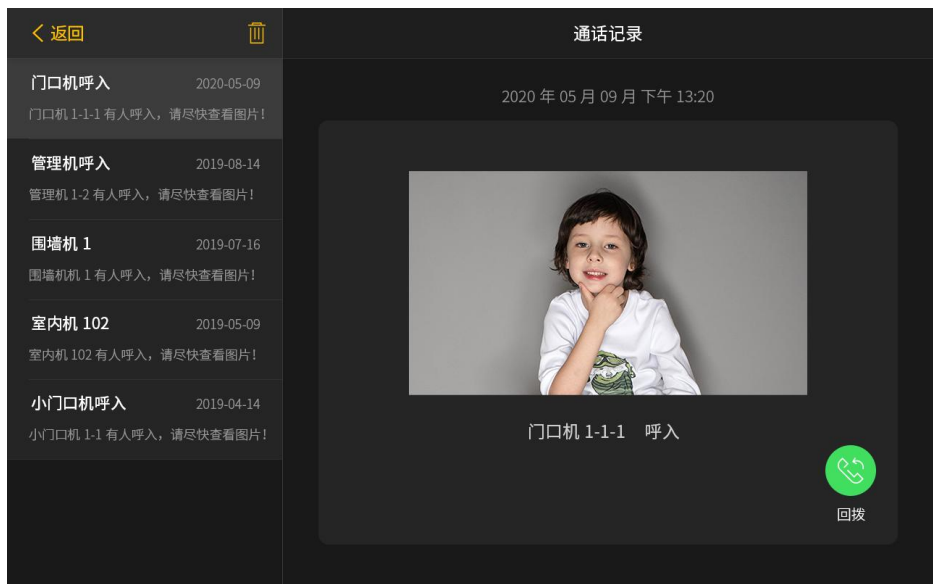 返回
通话记录
门口机呼入 2020-05-09
门口机 1-1-1 有人呼入，请尽快查看图片！
管理机呼入 2019-08-14
管理机 1-2 有人呼入，请尽快查看图片！
围墙机 1 2019-07-16
围墙机机 1 有人呼入，请尽快查看图片！
室内机 102 2019-05-09
室内机 102 有人呼入，请尽快查看图片！
小门口机呼入 2019-04-14
小门口机 1-1 有人呼入，请尽快查看图片！
2020 年 05 月 09 月 下午 13:20
门口机 1-1-1 呼入
回拨